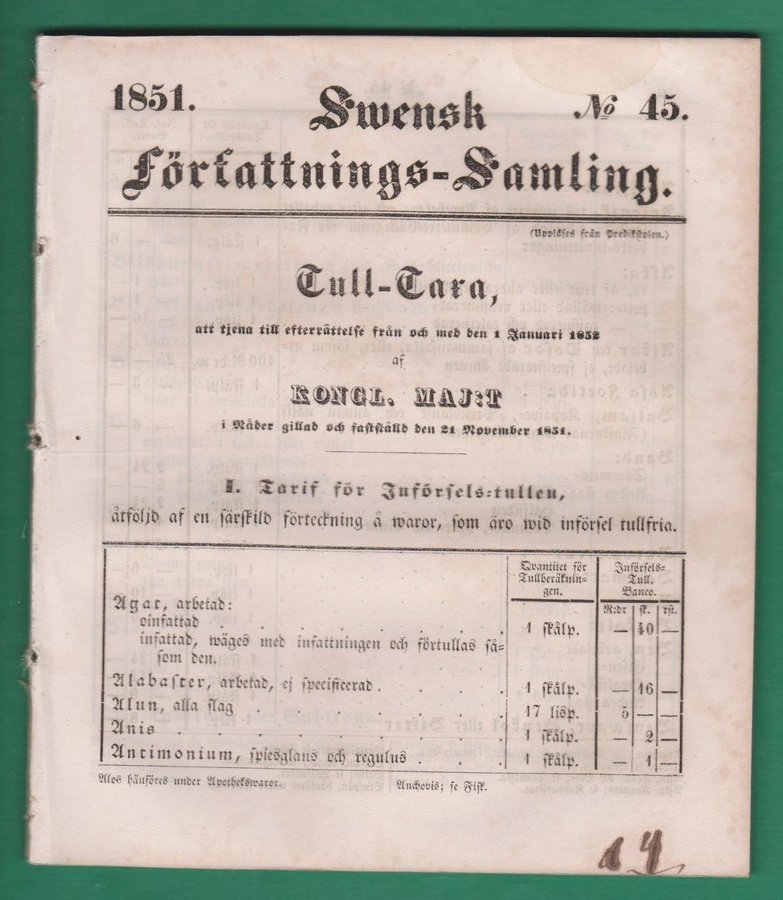 1851.
Swensk
№ 45.
Författnings-Samling.
(Uppläses från Predikstolen.)
Tull-Taxa,
att tjena till efterrättelse från och med den 1 Januari 1852
af
KONGL. MAJ:T
i Nåder gillad och fastställd den 21 November 1851.
I. Tarif för Införsels-tullen,
åtföljd af en särskild förteckning å waror, som äro wid införsel tullfria.
Qvantitet för Tullberäkningen. Införsels-Tull. Banco.
R:dr sk. rst.
Agat, arbetad:
oinfattad . . . . . . . 1 skålp. — 40 —
infattad, wäges med infattningen och förtullas så-
som den.
Alabaster, arbetad, ej specificerad . . . . 1 skålp. — 16 —
Alun, alla slag . . . . . . . 17 lisp. 5 — —
Anis . . . . . . . . 1 skålp. — 2 —
Antimonium, spiesglans och regulus . . . . 1 skålp. — 1 —
Aloe hänföres under Apothekswaror. Anchovis; se Fisk.